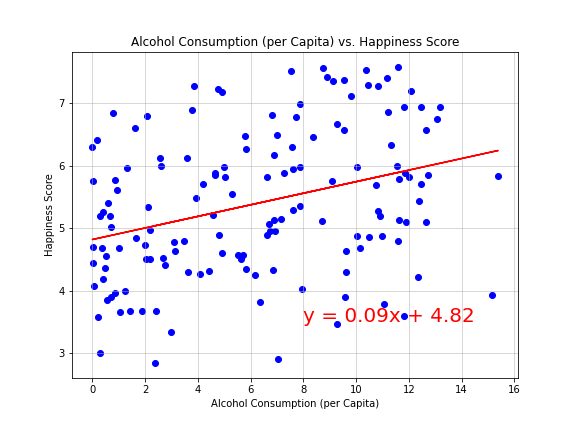 Alcohol Consumption (per Capita) vs. Happiness Score
7
6
5
4
3
Happiness Score
y = 0.09x + 4.82
0 2 4 6 8 10 12 14 16
Alcohol Consumption (per Capita)